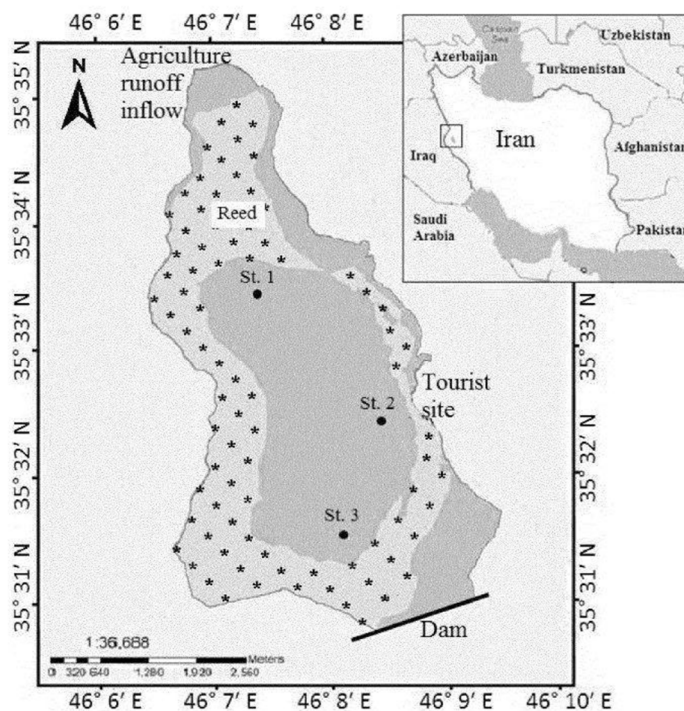 46° 6′ E 46° 7′ E 46° 8′ E
N
Agriculture
runoff
inflow
Reed
St. 1
St. 2
St. 3
Tourist
site
Dam
35° 35′ N
35° 34′ N
35° 33′ N
35° 32′ N
35° 31′ N
35° 33′ N
35° 32′ N
35° 31′ N
1:36,688
Meters
0 320 640 1,280 1,920 2,560
46° 6′ E 46° 7′ E 46° 8′ E 46° 9′ E 46° 10′ E
Sea
Uzbekistan
Azerbaijan
Turkmenistan
Iran
Iraq
Afghanistan
Saudi
Arabia
Pakistan